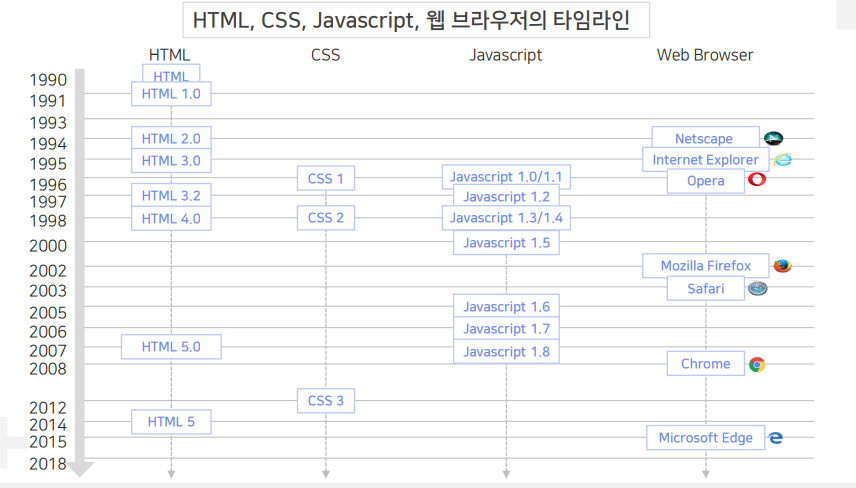 HTML, CSS, Javascript, 웹 브라우저의 타임라인
HTML CSS Javascript Web Browser
1990 HTML
1991 HTML 1.0
1993
1994 HTML 2.0 Netscape
1995 HTML 3.0 Internet Explorer
1996 CSS 1 Javascript 1.0/1.1 Opera
1997 HTML 3.2 Javascript 1.2
1998 HTML 4.0 CSS 2 Javascript 1.3/1.4
2000 Javascript 1.5
2002 Mozilla Firefox
2003 Safari
2005 Javascript 1.6
2006 Javascript 1.7
2007 HTML 5.0 Javascript 1.8
2008 Chrome
2012 CSS 3
2014 HTML 5
2015 Microsoft Edge
2018